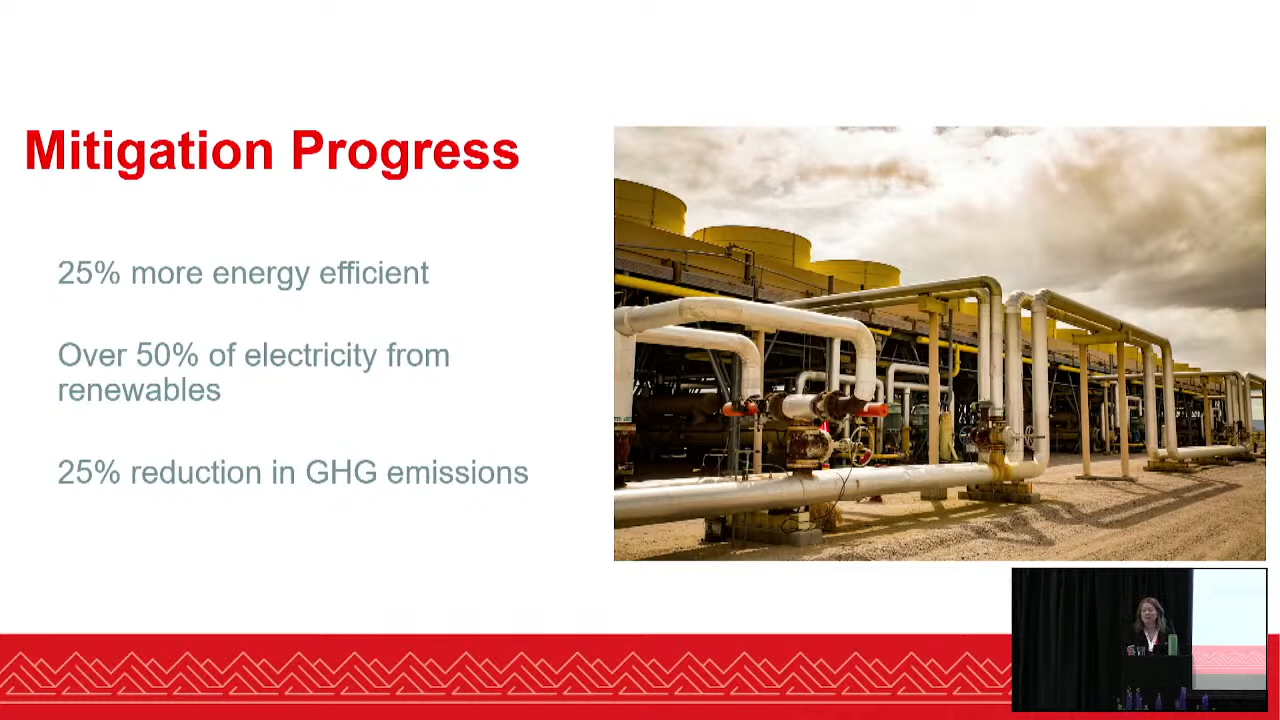 Mitigation Progress
25% more energy efficient
Over 50% of electricity from
renewables
25% reduction in GHG emissions